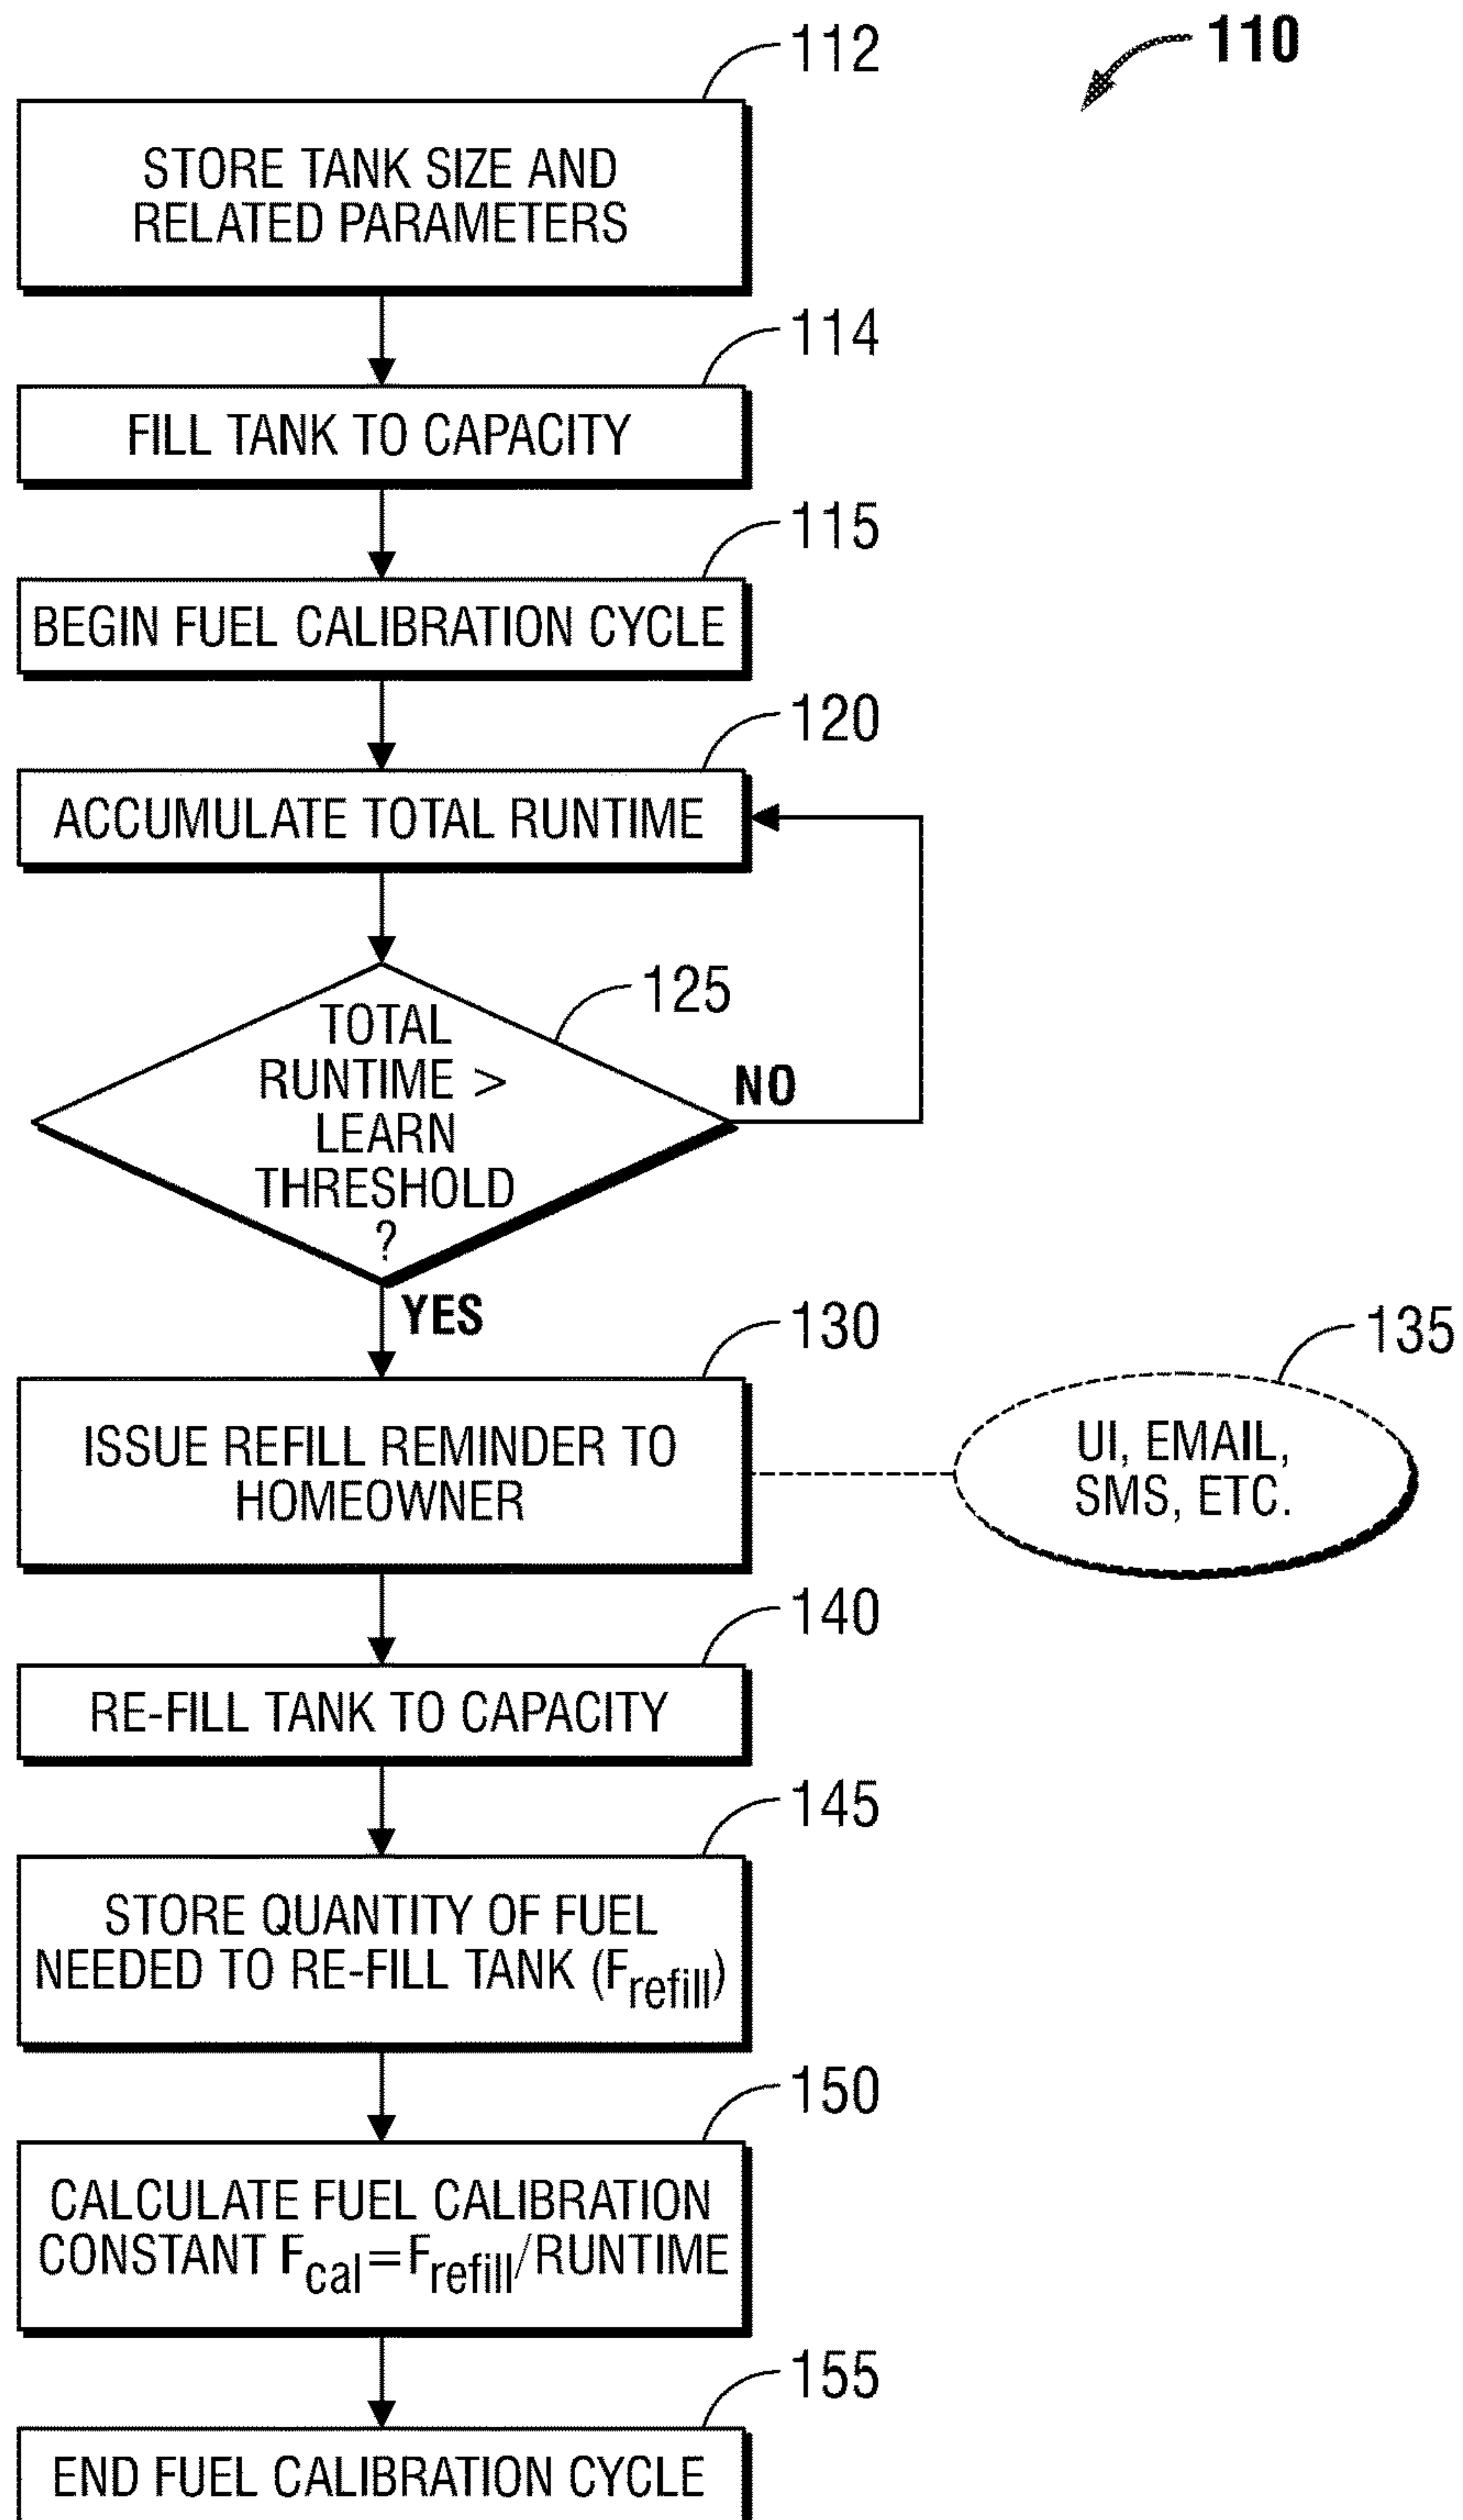 110
112
STORE TANK SIZE AND
RELATED PARAMETERS
114
FILL TANK TO CAPACITY
115
BEGIN FUEL CALIBRATION CYCLE
120
ACCUMULATE TOTAL RUNTIME
125
TOTAL
RUNTIME >
LEARN
THRESHOLD
?
NO
YES
130
ISSUE REFILL REMINDER TO
HOMEOWNER
135
UI, EMAIL,
SMS, ETC.
140
RE-FILL TANK TO CAPACITY
145
STORE QUANTITY OF FUEL
NEEDED TO RE-FILL TANK (Frefill)
150
CALCULATE FUEL CALIBRATION
CONSTANT Fcal=Frefill/RUNTIME
155
END FUEL CALIBRATION CYCLE